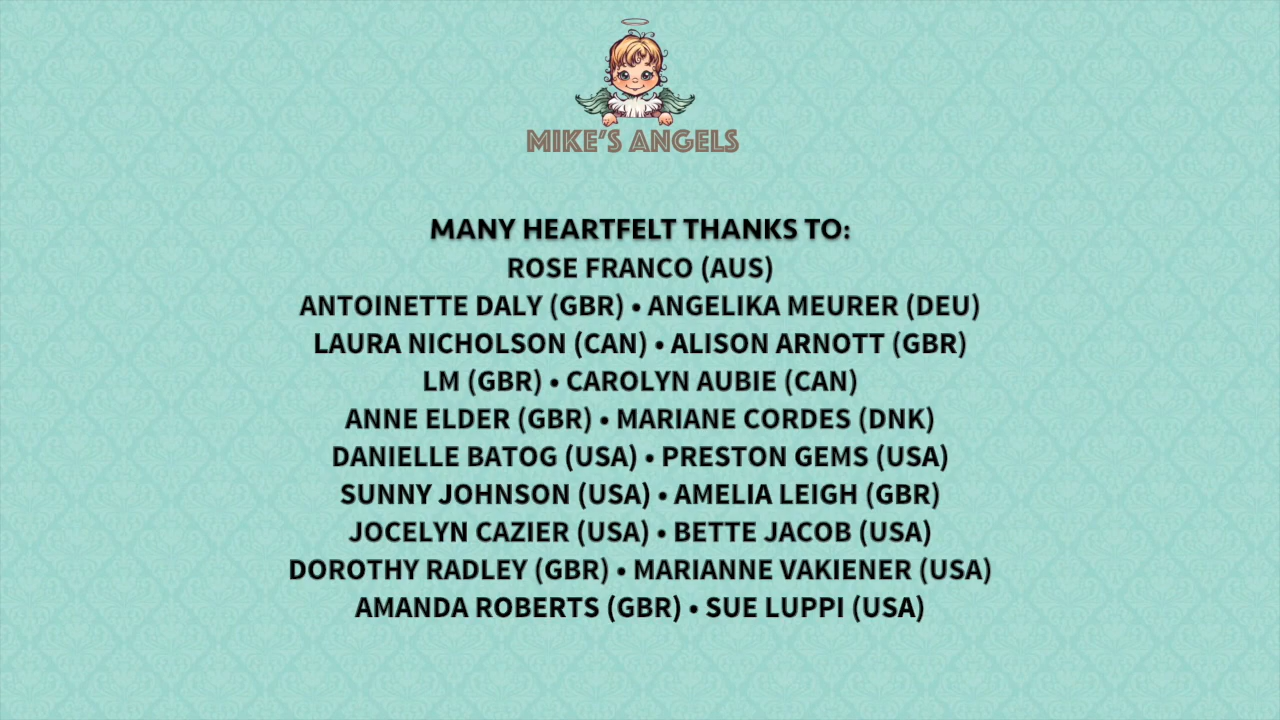 MIKE'S ANGELS
MANY HEARTFELT THANKS TO:
ROSE FRANCO (AUS)
ANTOINETTE DALY (GBR) • ANGELIKA MEURER (DEU)
LAURA NICHOLSON (CAN) • ALISON ARNOTT (GBR)
LM (GBR) • CAROLYN AUBIE (CAN)
ANNE ELDER (GBR) • MARIANE CORDES (DNK)
DANIELLE BATOG (USA) • PRESTON GEMS (USA)
SUNNY JOHNSON (USA) • AMELIA LEIGH (GBR)
JOCELYN CAZIER (USA) • BETTE JACOB (USA)
DOROTHY RADLEY (GBR) • MARIANNE VAKIENER (USA)
AMANDA ROBERTS (GBR) • SUE LUPPI (USA)